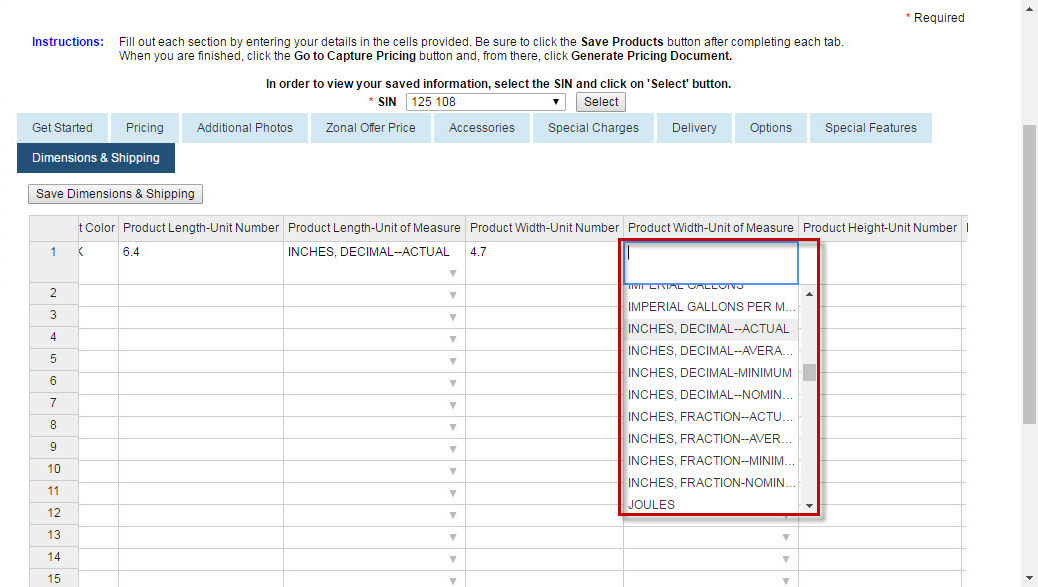 * Required
Instructions: Fill out each section by entering your details in the cells provided. Be sure to click the Save Products button after completing each tab.
When you are finished, click the Go to Capture Pricing button and, from there, click Generate Pricing Document.
In order to view your saved information, select the SIN and click on 'Select' button.
* SIN 125 108 Select
Get Started Pricing Additional Photos Zonal Offer Price Accessories Special Charges Delivery Options Special Features
Dimensions & Shipping
Save Dimensions & Shipping
t Color Product Length-Unit Number Product Length-Unit of Measure Product Width-Unit Number Product Width-Unit of Measure Product Height-Unit Number
1 K 6.4 INCHES, DECIMAL--ACTUAL 4.7
IMPERIAL GALLONS
2
IMPERIAL GALLONS PER M...
3
INCHES, DECIMAL--ACTUAL
4
INCHES, DECIMAL--AVERA...
5
INCHES, DECIMAL-MINIMUM
6
INCHES, DECIMAL--NOMIN...
7
INCHES, FRACTION--ACTU...
8
INCHES, FRACTION--AVER...
9
INCHES, FRACTION--MINIM...
10
INCHES, FRACTION-NOMIN...
11
JOULES
12
13
14
15